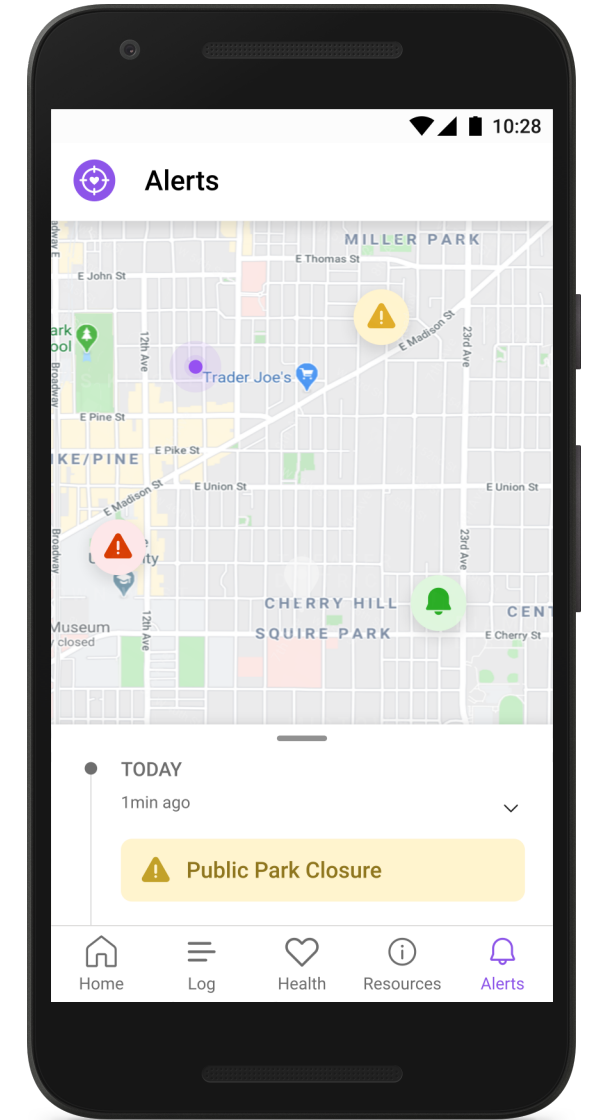 10:28
Alerts
MILLER PARK
E Thomas St
E John St
E Madison St
23rd Ave
12th Ave
Broadway
Trader Joe's
E Pine St
E Pike St
KE/PINE
E Madison St
E Union St
E Union St
Broadway
23rd Ave
CHERRY HILL
SQUIRE PARK
CENT
E Cherry St
Museum
closed
12th Ave
TODAY
1min ago
Public Park Closure
Home
Log
Health
Resources
Alerts